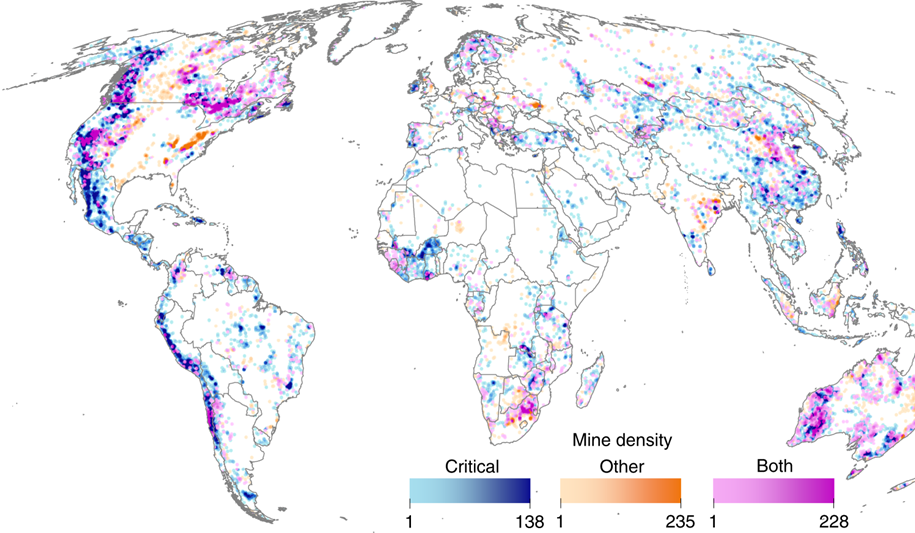 Mine density
Critical Other Both
1 138 1 235 1 228